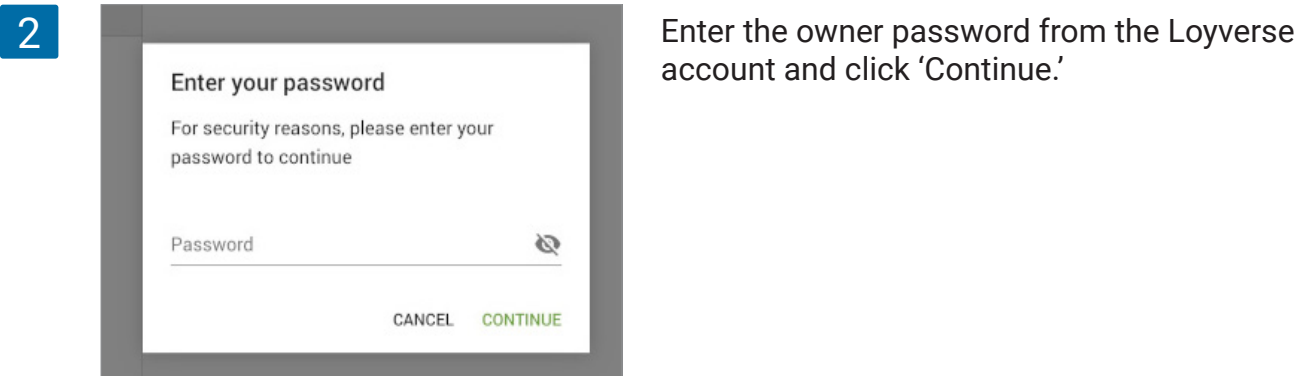 2
Enter your password
For security reasons, please enter your
password to continue
Password
CANCEL CONTINUE
Enter the owner password from the Loyverse
account and click ‘Continue.’